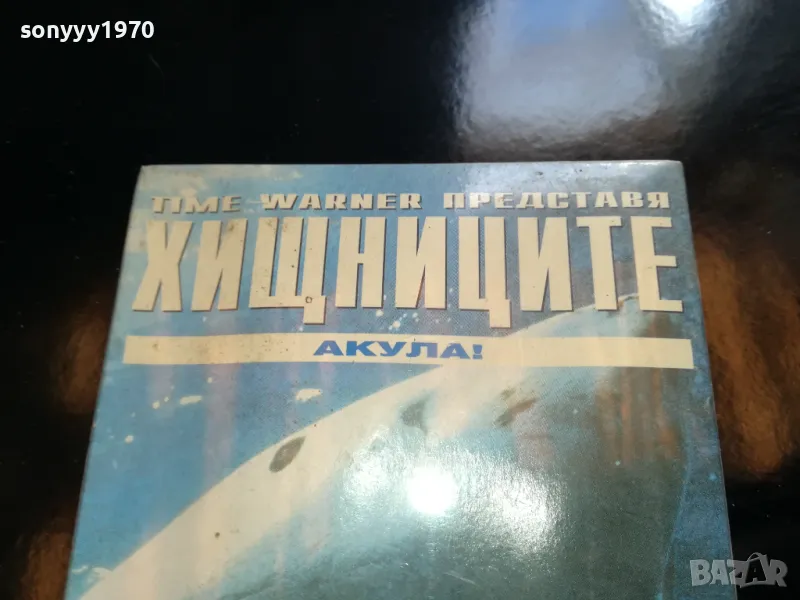 sonyyy1970
TIME WARNER ПРЕДСТАВЯ
ХИЩНИЦИТЕ
АКУЛА!
BAZAR